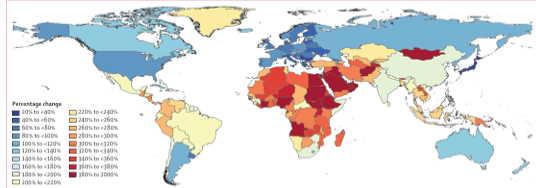 Percentage change
20% to <40%
40% to <60%
60% to <80%
80% to <100%
100% to <120%
120% to <140%
140% to <160%
160% to <180%
180% to <200%
200% to <220%
220% to <240%
240% to <260%
260% to <280%
280% to <300%
300% to <320%
320% to <340%
340% to <360%
360% to <380%
380% to 2000%